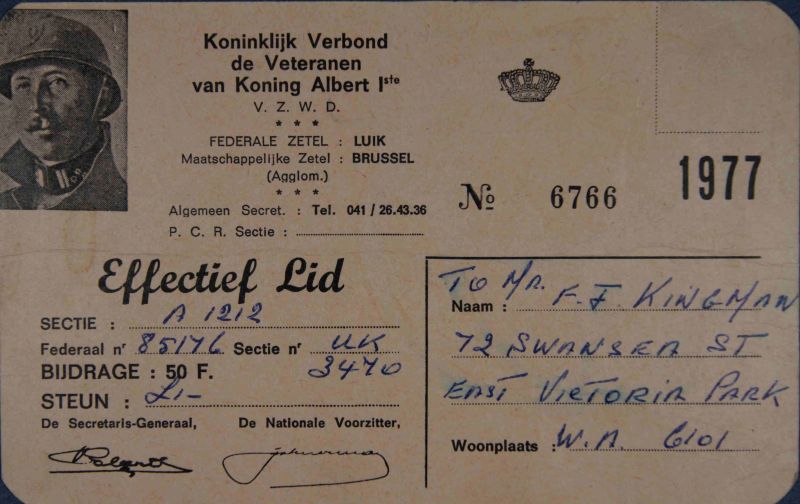 Koninklijk Verbond
de Veteranen
van Koning Albert Iste
V. Z. W. D.
* * *
FEDERALE ZETEL : LUIK
Maatschappelijke Zetel : BRUSSEL
(Agglom.)
* * *
Algemeen Secret. : Tel. 041 / 26.43.36
P. C. R. Sectie :
No 6766
1977
Effectief Lid
SECTIE : A 1212
Federaal nr 85176 Sectie nr UK
BIJDRAGE : 50 F. 3470
STEUN : £1-
De Secretaris-Generaal, De Nationale Voorzitter,
TO MR.
Naam : F. F. KINGMAN
72 SWANSEA ST
EAST VICTORIA PARK
Woonplaats : W.A. 6101